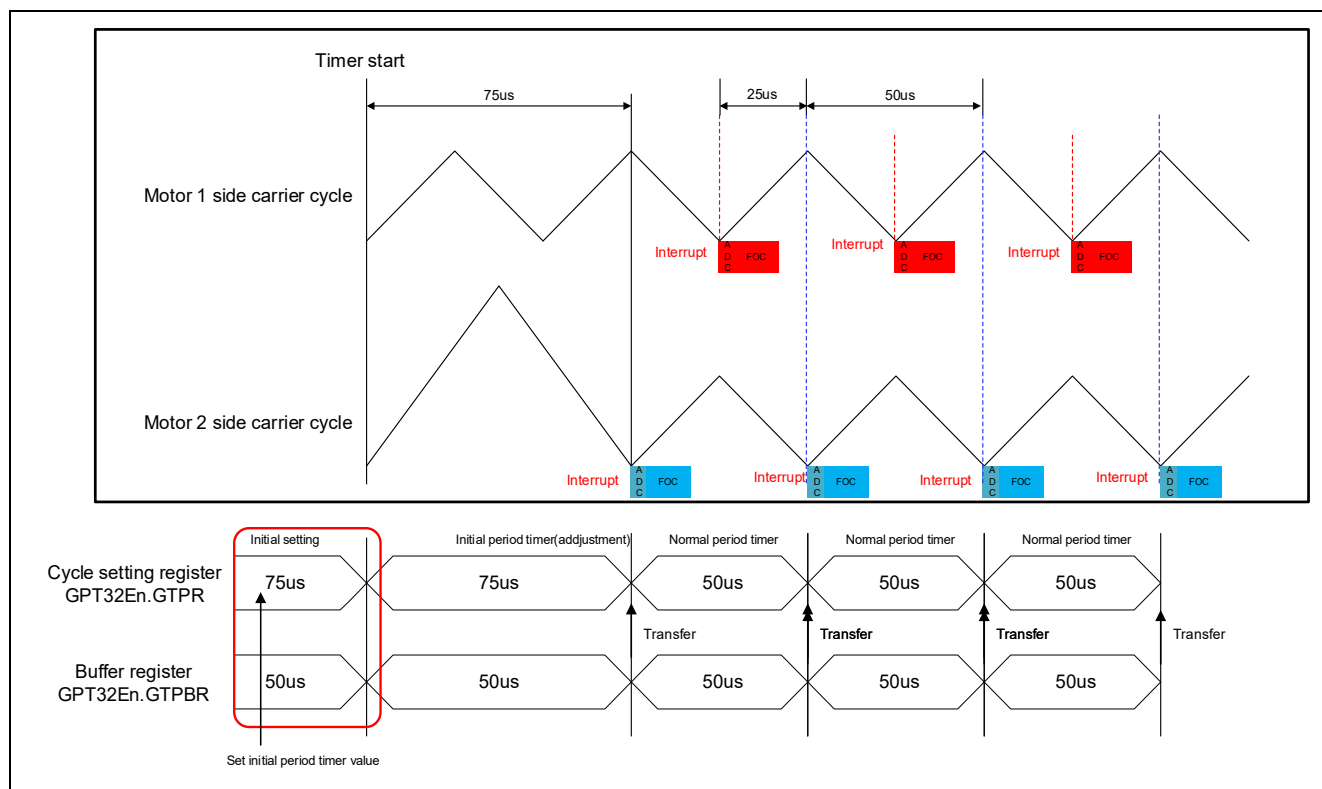 Timer start
75us
25us
50us
Motor 1 side carrier cycle
Interrupt
A
D
C
FOC
Interrupt
A
D
C
FOC
Interrupt
A
D
C
FOC
Motor 2 side carrier cycle
Interrupt
A
D
C
FOC
Interrupt
A
D
C
FOC
Interrupt
A
D
C
FOC
Interrupt
A
D
C
FOC
Initial setting
Initial period timer(addjustment)
Normal period timer
Normal period timer
Normal period timer
Cycle setting register
GPT32En.GTPR
75us
75us
50us
50us
50us
Transfer
Transfer
Transfer
Transfer
Buffer register
GPT32En.GTPBR
50us
50us
50us
50us
50us
Set initial period timer value